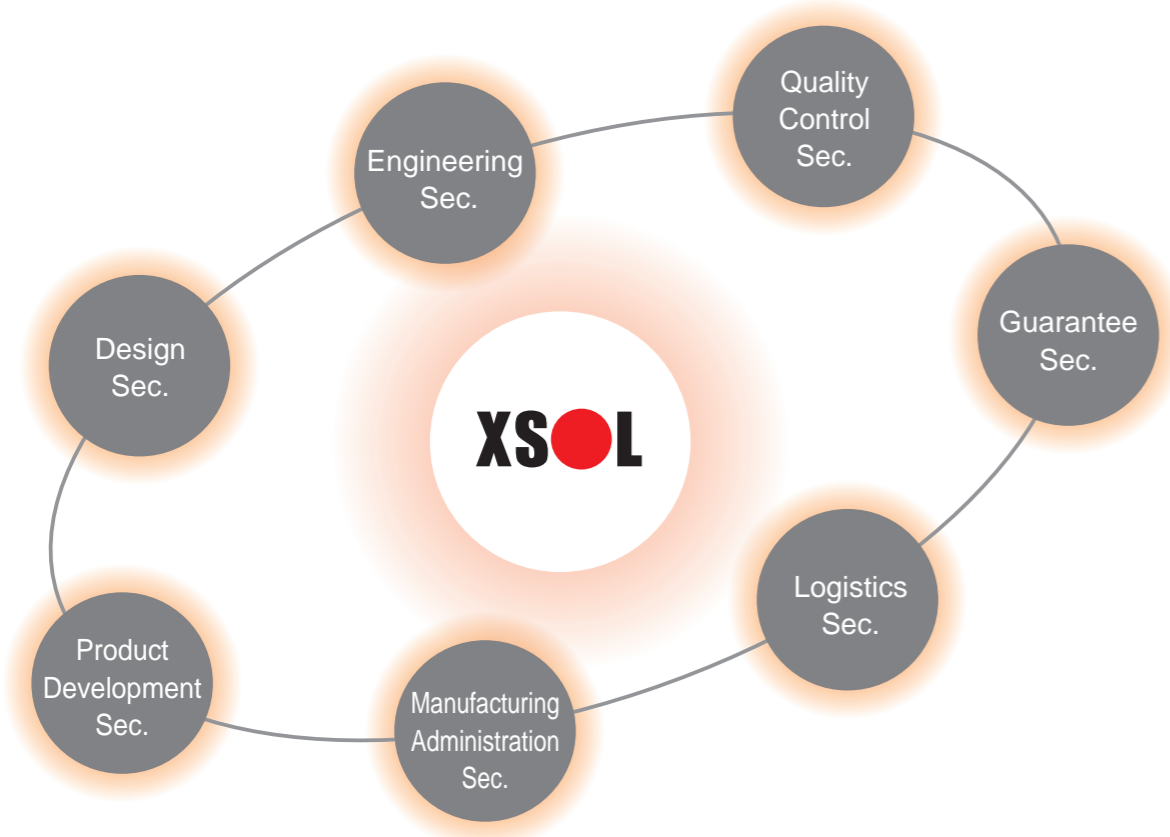 Quality
Control
Sec.
Engineering
Sec.
Guarantee
Sec.
Design
Sec.
XSOL
Logistics
Sec.
Product
Development
Sec.
Manufacturing
Administration
Sec.